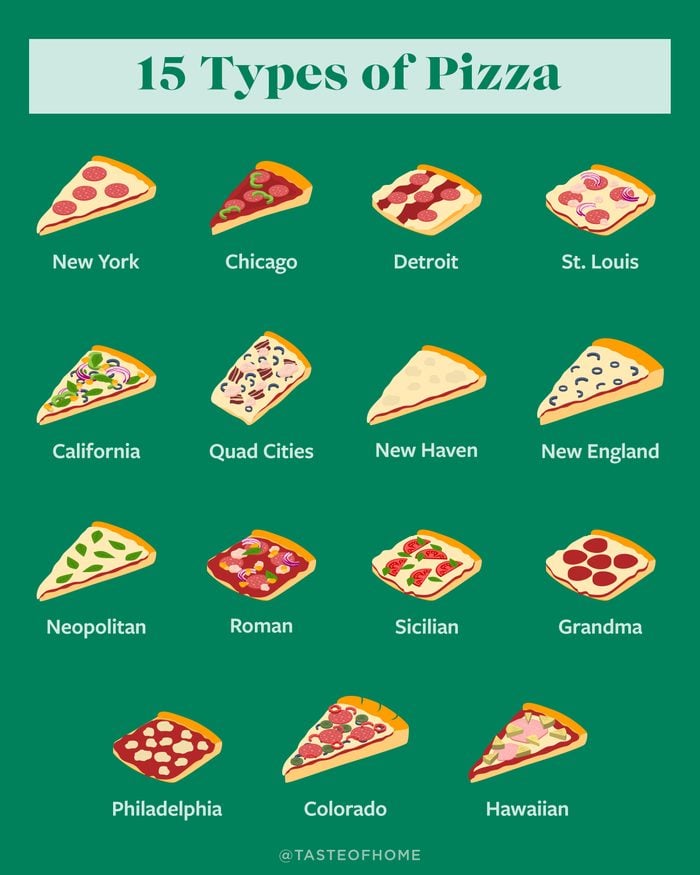 15 Types of Pizza
New York
Chicago
Detroit
St. Louis
California
Quad Cities
New Haven
New England
Neopolitan
Roman
Sicilian
Grandma
Philadelphia
Colorado
Hawaiian
@TASTEOFHOME